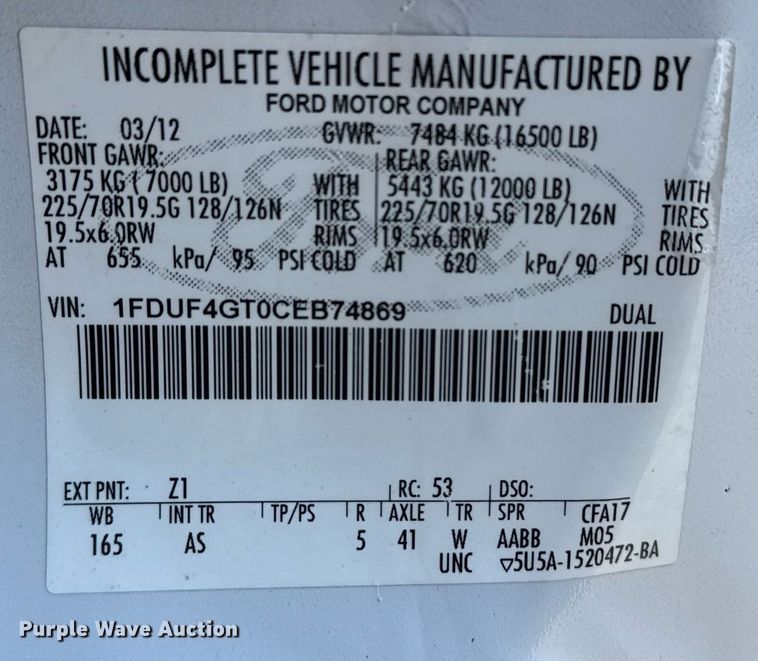 INCOMPLETE VEHICLE MANUFACTURED BY
FORD MOTOR COMPANY
DATE: 03/12 GVWR: 7484 KG (16500 LB)
FRONT GAWR: REAR GAWR:
3175 KG ( 7000 LB) WITH 5443 KG (12000 LB) WITH
225/70R19.5G 128/126N TIRES 225/70R19.5G 128/126N TIRES
19.5x6.0RW RIMS 19.5x6.0RW RIMS
AT 655 kPa/ 95 PSI COLD AT 620 kPa/ 90 PSI COLD
VIN: 1FDUF4GT0CEB74869 DUAL
EXT PNT: Z1 RC: 53 DSO:
WB INT TR TP/PS R AXLE TR SPR CFA17
165 AS 5 41 W AABB M05
UNC ▽5U5A-1520472-BA
Purple Wave Auction